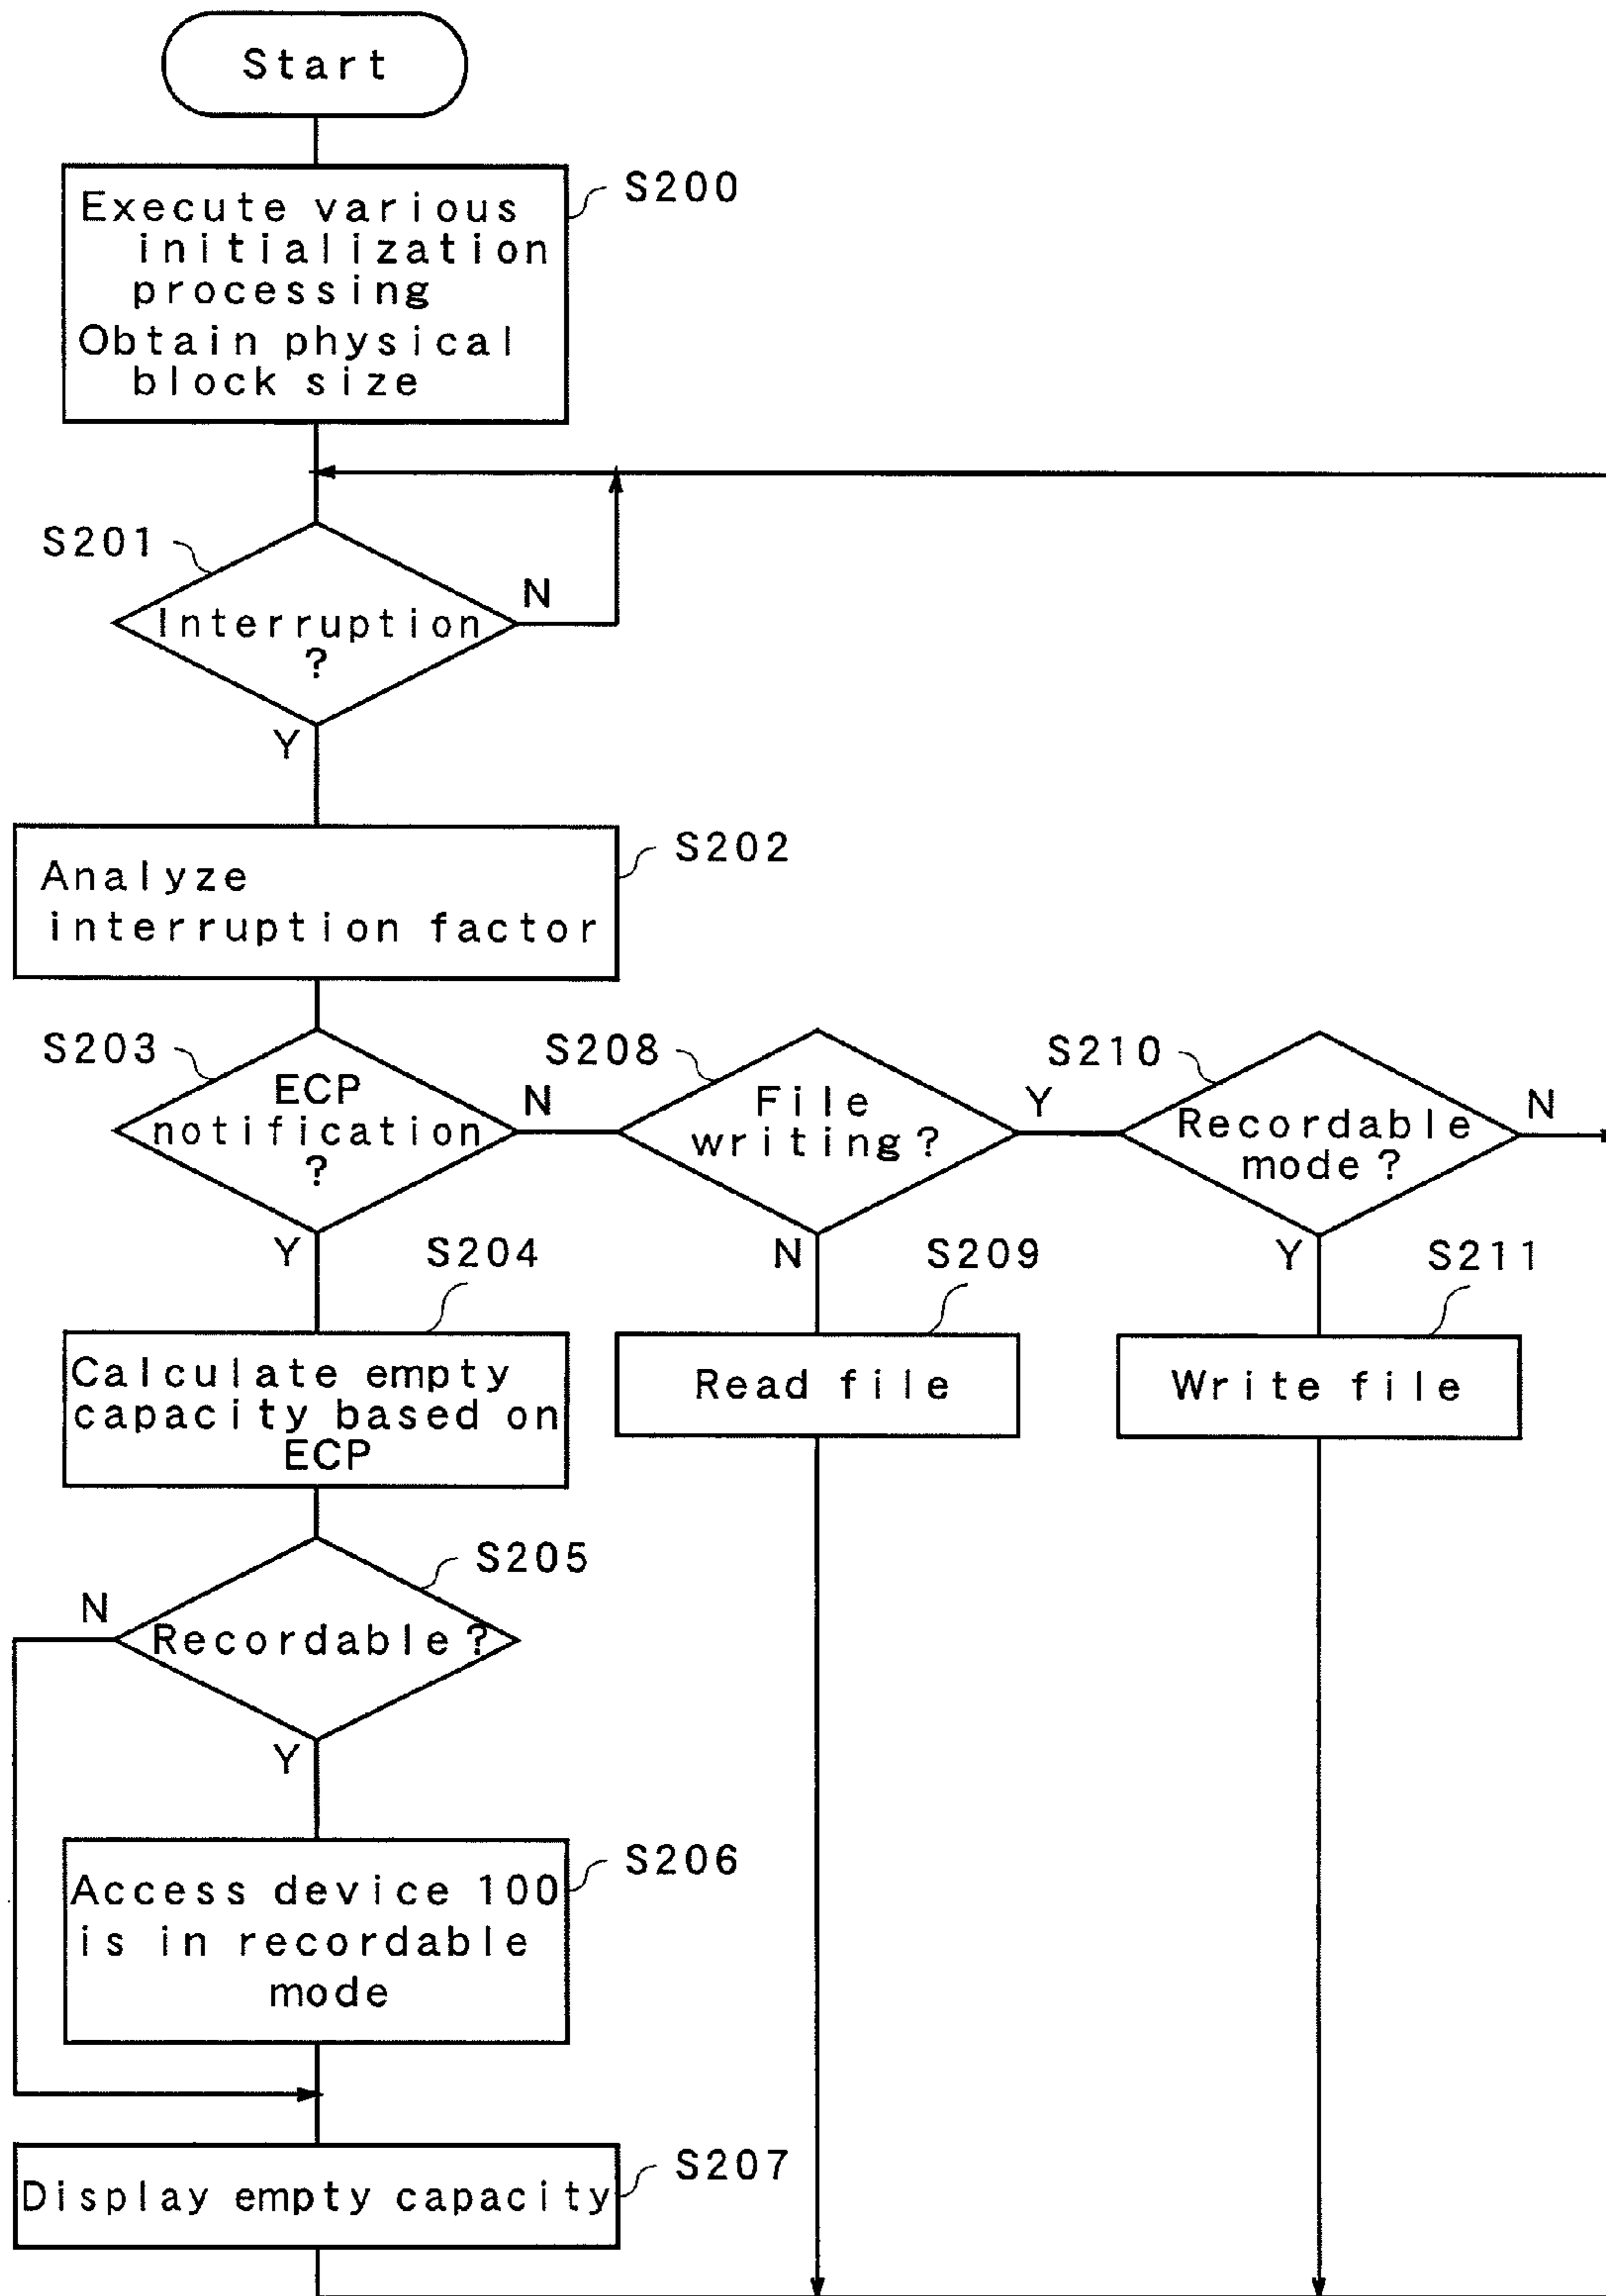 Start
S200
Execute various
initialization
processing
Obtain physical
block size
S201
N
Interruption
?
Y
S202
Analyze
interruption factor
S203
ECP
notification
?
N
Y
S208
File
writing?
Y
N
S210
Recordable
mode?
N
Y
S204
Calculate empty
capacity based on
ECP
S209
Read file
S211
Write file
S205
N
Recordable?
Y
S206
Access device 100
is in recordable
mode
S207
Display empty capacity